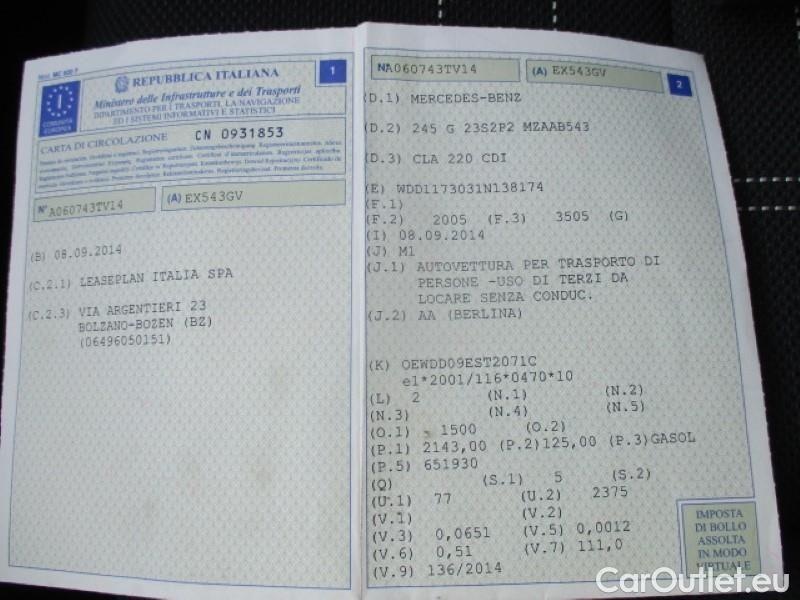 Mod. MC 820 F
REPUBBLICA ITALIANA
1
Ministero delle Infrastrutture e dei Trasporti
DIPARTIMENTO PER I TRASPORTI, LA NAVIGAZIONE
ED I SISTEMI INFORMATIVI E STATISTICI
I
COMUNITÀ
EUROPEA
CARTA DI CIRCOLAZIONE CN 0931853
N° A060743TV14 (A) EX543GV
(B) 08.09.2014
(C.2.1) LEASEPLAN ITALIA SPA
(C.2.3) VIA ARGENTIERI 23
BOLZANO-BOZEN (BZ)
(06496050151)
N° A060743TV14 (A) EX543GV
2
(D.1) MERCEDES-BENZ
(D.2) 245 G 23S2P2 MZAAB543
(D.3) CLA 220 CDI
(E) WDD1173031N138174
(F.1)
(F.2) 2005 (F.3) 3505 (G)
(I) 08.09.2014
(J) M1
(J.1) AUTOVETTURA PER TRASPORTO DI
PERSONE -USO DI TERZI DA
LOCARE SENZA CONDUC.
(J.2) AA (BERLINA)
(K) OEWDD09EST2071C
e1*2001/116*0470*10
(L) 2 (N.1) (N.2)
(N.3) (N.4) (N.5)
(O.1) 1500 (O.2)
(P.1) 2143,00 (P.2)125,00 (P.3)GASOL
(P.5) 651930
(Q) (S.1) 5 (S.2)
(U.1) 77 (U.2) 2375
(V.1) (V.2)
(V.3) 0,0651 (V.5) 0,0012
(V.6) 0,51 (V.7) 111,0
(V.9) 136/2014
IMPOSTA
DI BOLLO
ASSOLTA
IN MODO
VIRTUALE
CarOutlet.eu